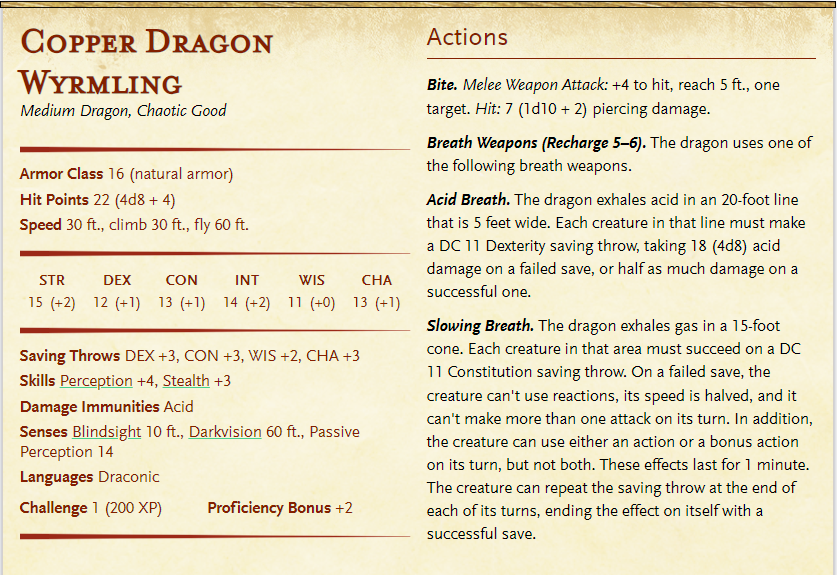 Copper Dragon
Wyrmling
Medium Dragon, Chaotic Good
Armor Class 16 (natural armor)
Hit Points 22 (4d8 + 4)
Speed 30 ft., climb 30 ft., fly 60 ft.
STR DEX CON INT WIS CHA
15 (+2) 12 (+1) 13 (+1) 14 (+2) 11 (+0) 13 (+1)
Saving Throws DEX +3, CON +3, WIS +2, CHA +3
Skills Perception +4, Stealth +3
Damage Immunities Acid
Senses Blindsight 10 ft., Darkvision 60 ft., Passive
Perception 14
Languages Draconic
Challenge 1 (200 XP) Proficiency Bonus +2
Actions
Bite. Melee Weapon Attack: +4 to hit, reach 5 ft., one
target. Hit: 7 (1d10 + 2) piercing damage.
Breath Weapons (Recharge 5–6). The dragon uses one of
the following breath weapons.
Acid Breath. The dragon exhales acid in an 20-foot line
that is 5 feet wide. Each creature in that line must make
a DC 11 Dexterity saving throw, taking 18 (4d8) acid
damage on a failed save, or half as much damage on a
successful one.
Slowing Breath. The dragon exhales gas in a 15-foot
cone. Each creature in that area must succeed on a DC
11 Constitution saving throw. On a failed save, the
creature can't use reactions, its speed is halved, and it
can't make more than one attack on its turn. In addition,
the creature can use either an action or a bonus action
on its turn, but not both. These effects last for 1 minute.
The creature can repeat the saving throw at the end of
each of its turns, ending the effect on itself with a
successful save.